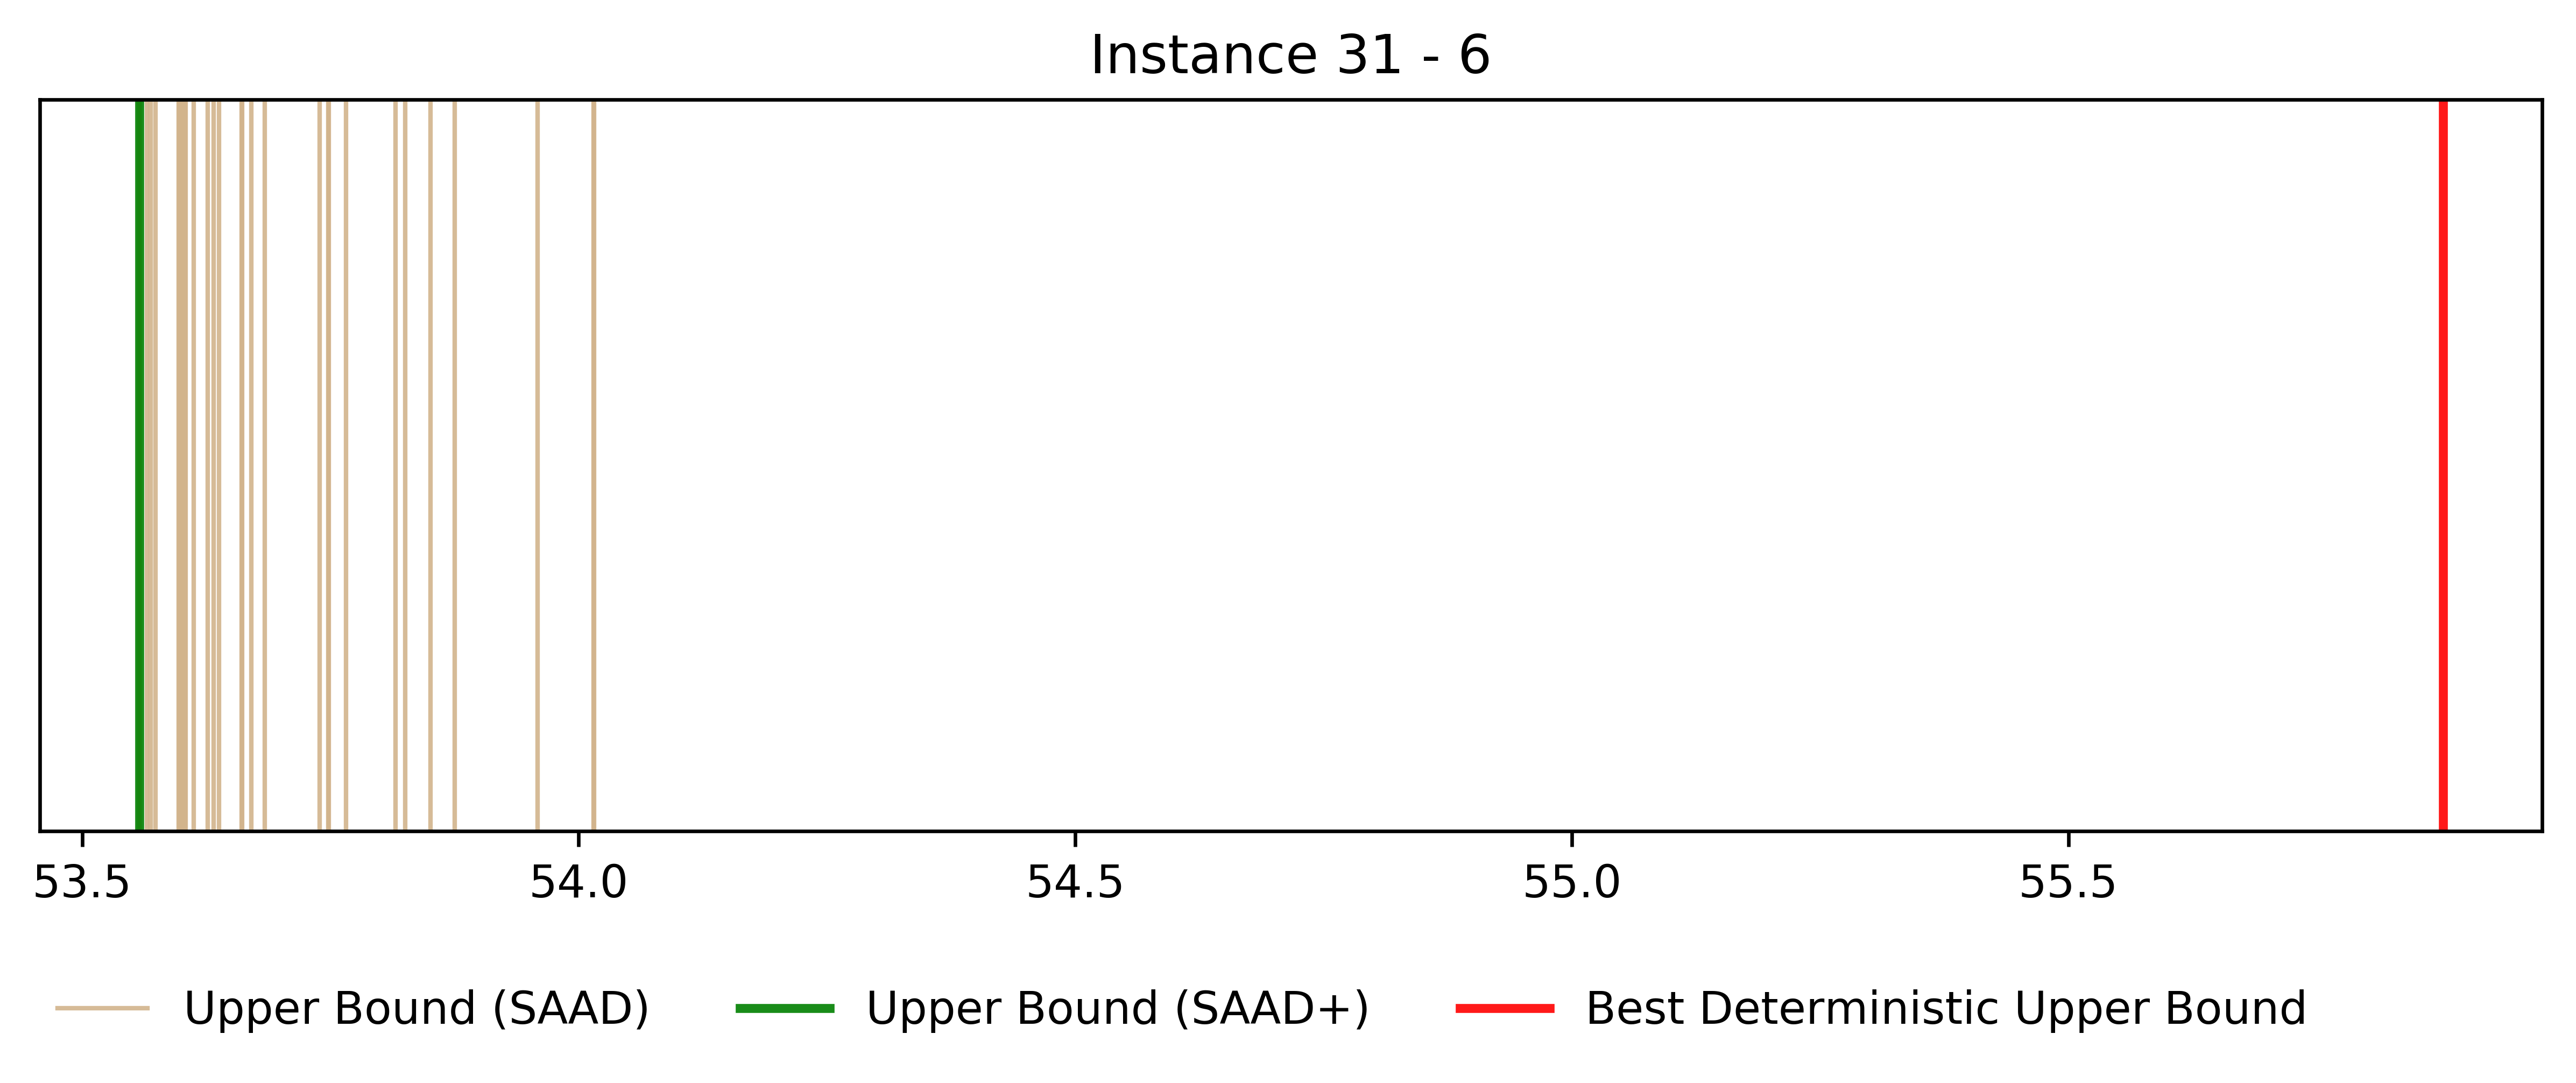 Instance 31 - 6
53.5 54.0 54.5 55.0 55.5
Upper Bound (SAAD) Upper Bound (SAAD+) Best Deterministic Upper Bound